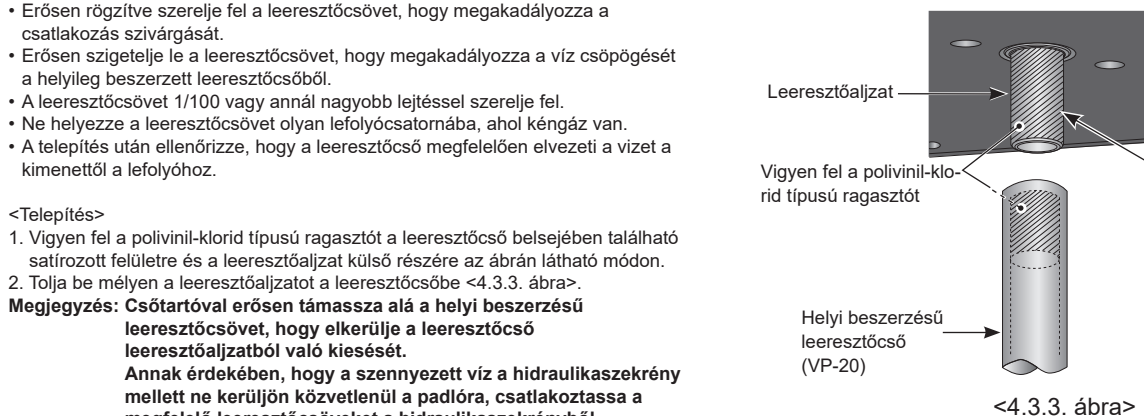 • Erősen rögzítve szerelje fel a leeresztőcsövet, hogy megakadályozza a
csatlakozás szivárgását.
• Erősen szigetelje le a leeresztőcsövet, hogy megakadályozza a víz csöpögését
a helyileg beszerzett leeresztőcsőből.
• A leeresztőcsövet 1/100 vagy annál nagyobb lejtéssel szerelje fel.
• Ne helyezze a leeresztőcsövet olyan lefolyócsatornába, ahol kéngáz van.
• A telepítés után ellenőrizze, hogy a leeresztőcső megfelelően elvezeti a vizet a
kimenettől a lefolyóhoz.
<Telepítés>
1. Vigyen fel a polivinil-klorid típusú ragasztót a leeresztőcső belsejében található
satírozott felületre és a leeresztőaljzat külső részére az ábrán látható módon.
2. Tolja be mélyen a leeresztőaljzatot a leeresztőcsőbe <4.3.3. ábra>.
Megjegyzés: Csőtartóval erősen támassza alá a helyi beszerzésű
leeresztőcsövet, hogy elkerülje a leeresztőcső
leeresztőaljzatból való kiesését.
Annak érdekében, hogy a szennyezett víz a hidraulikaszekrény
mellett ne kerüljön közvetlenül a padlóra, csatlakoztassa a
megfelelő leeresztőcsöveket a hidraulikaszekrényből
Leeresztőaljzat
Vigyen fel a polivinil-klo-
rid típusú ragasztót
Helyi beszerzésű
leeresztőcső
(VP-20)
<4.3.3. ábra>